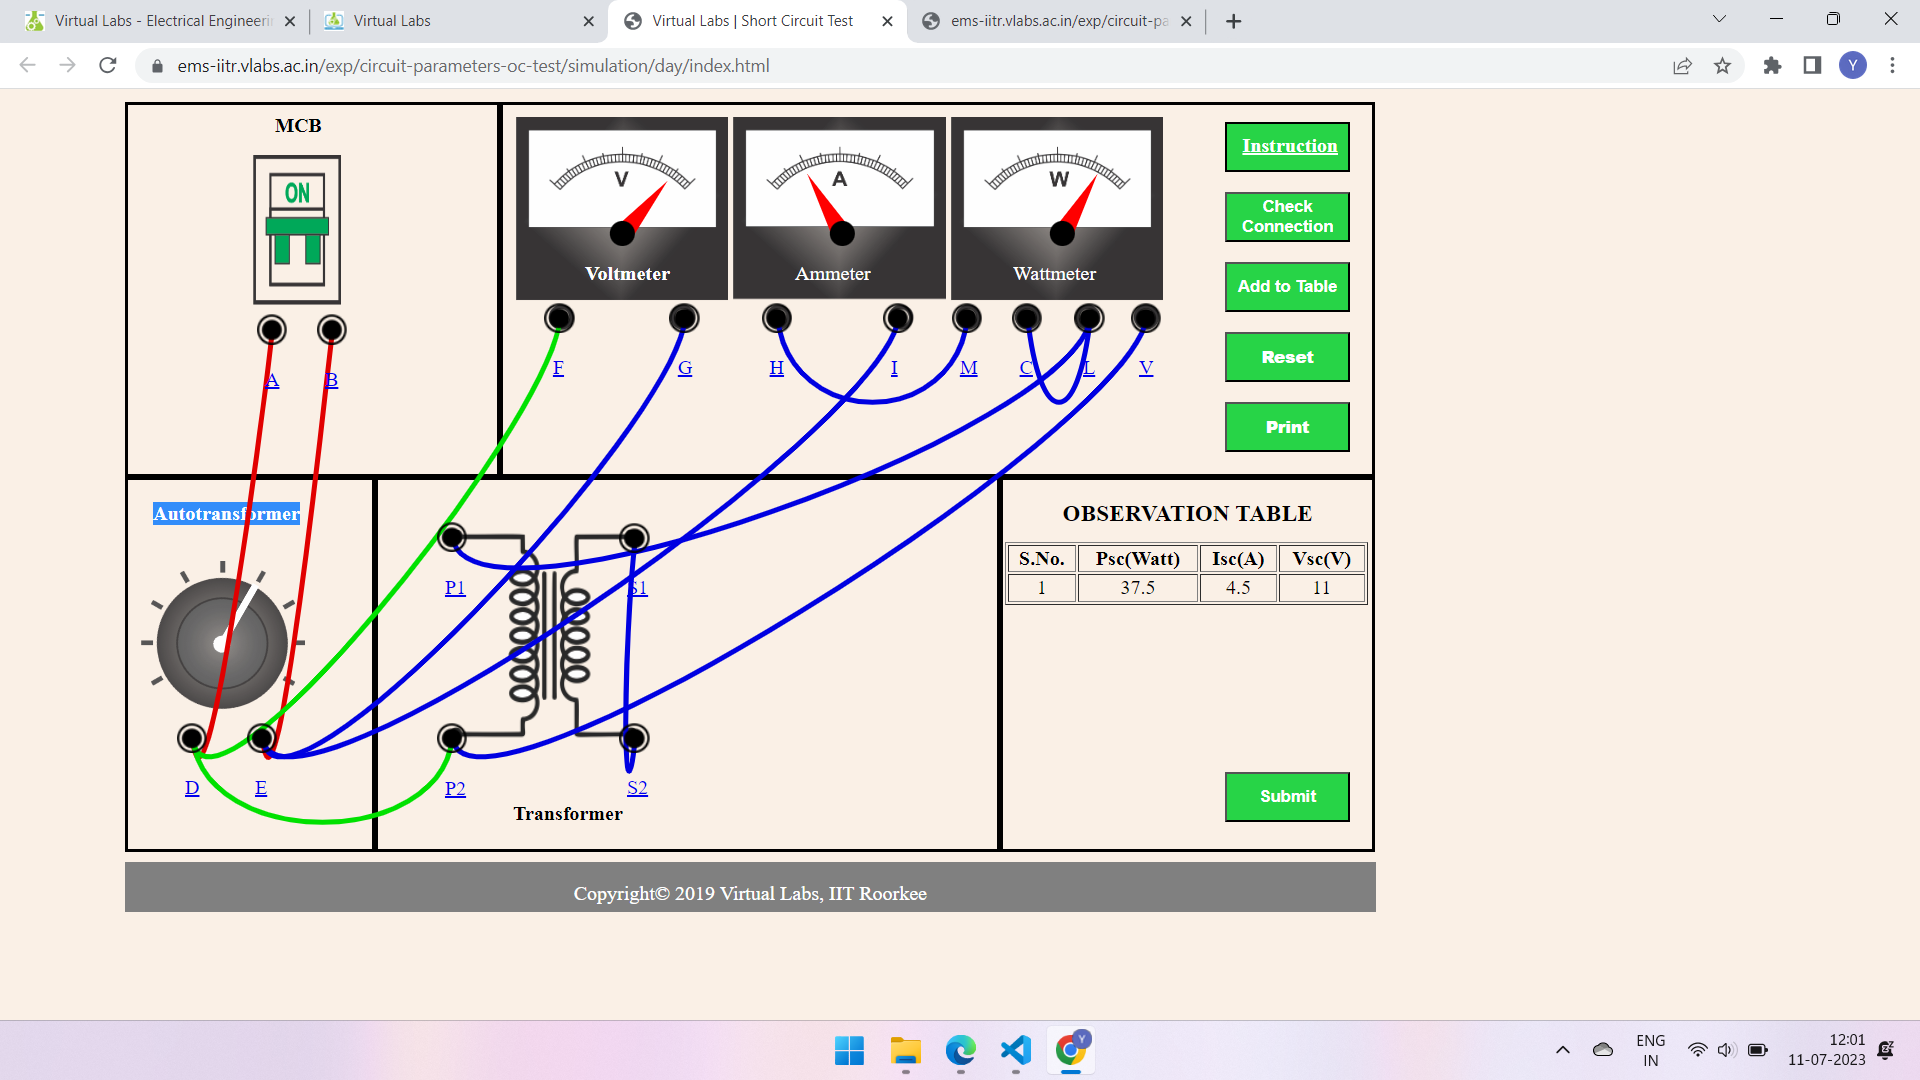 Virtual Labs - Electrical Engineerin
Virtual Labs
Virtual Labs | Short Circuit Test
ems-iitr.vlabs.ac.in/exp/circuit-pa
ems-iitr.vlabs.ac.in/exp/circuit-parameters-oc-test/simulation/day/index.html
Y
MCB
ON
A B
V
A
W
Voltmeter
Ammeter
Wattmeter
F G H I M C L V
Instruction
Check
Connection
Add to Table
Reset
Print
Autotransformer
D E
P1 S1
P2 S2
Transformer
OBSERVATION TABLE
S.No. Psc(Watt) Isc(A) Vsc(V)
1 37.5 4.5 11
Submit
Copyright© 2019 Virtual Labs, IIT Roorkee
Y
ENG
IN
12:01
11-07-2023